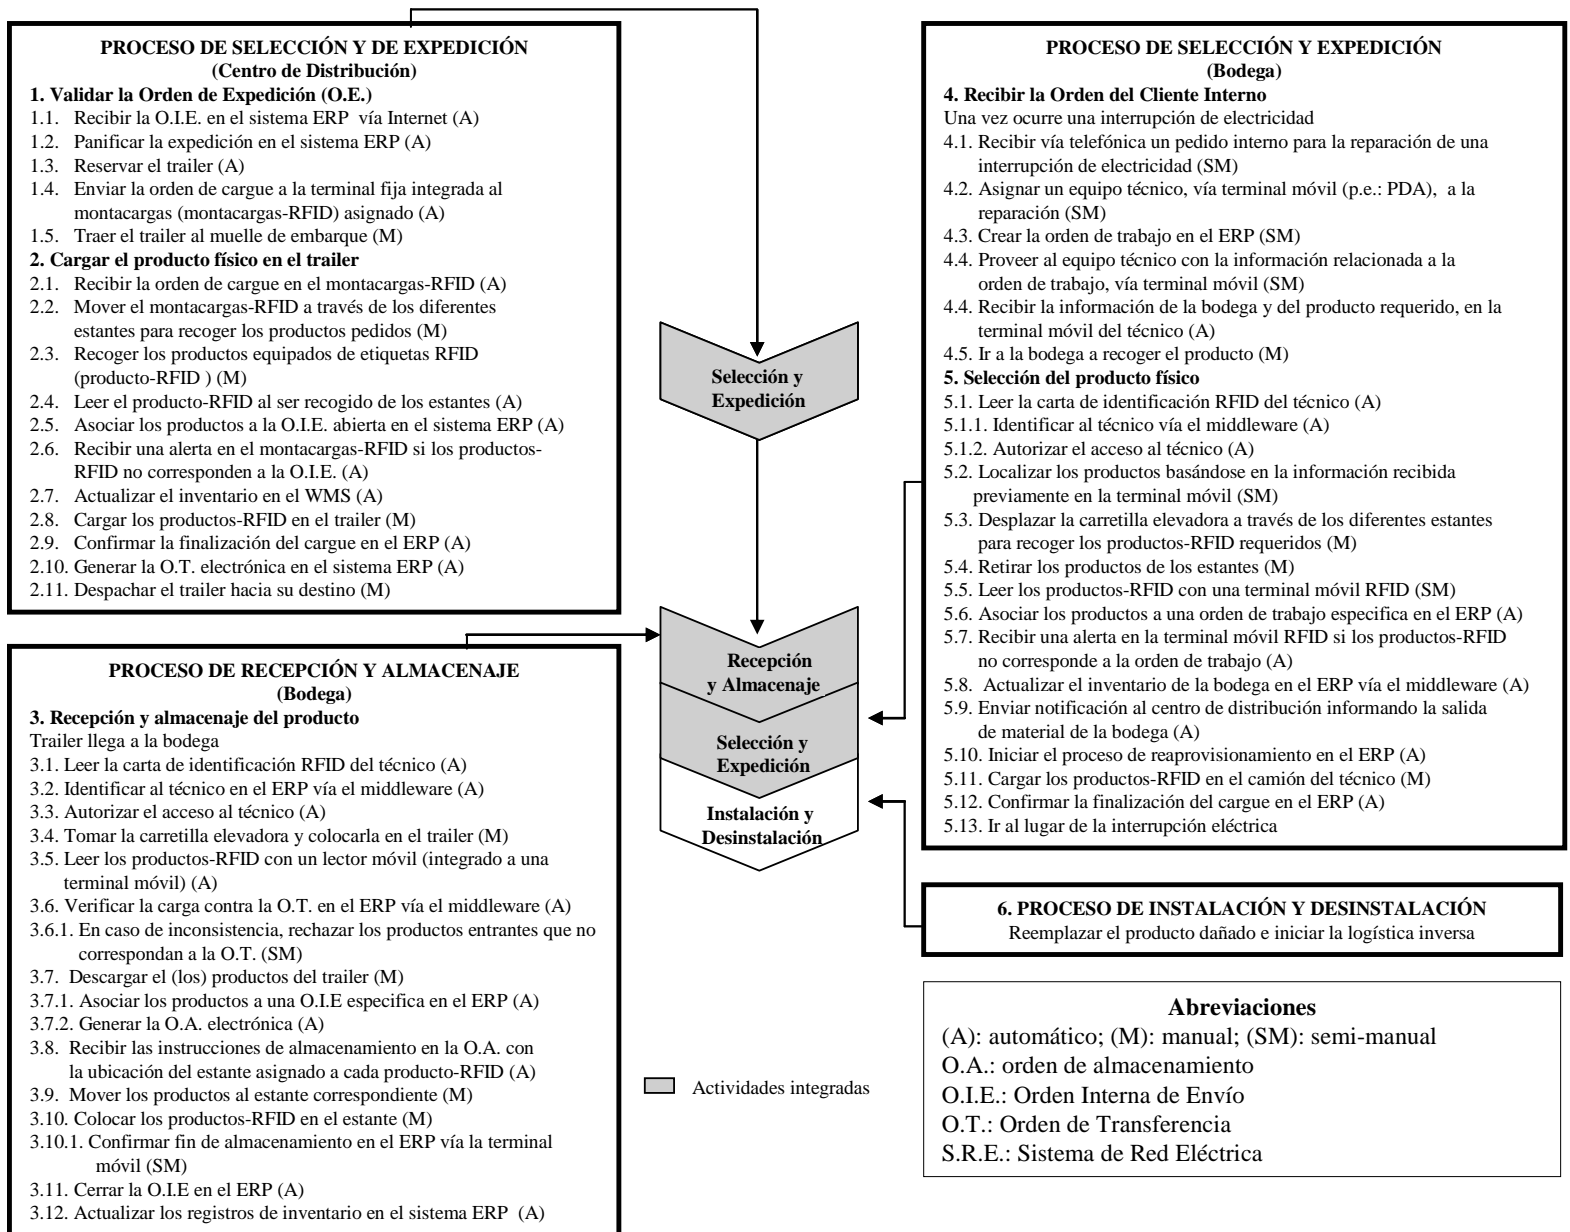 PROCESO DE SELECCIÓN Y DE EXPEDICIÓN
(Centro de Distribución)
1. Validar la Orden de Expedición (O.E.)
1.1. Recibir la O.I.E. en el sistema ERP vía Internet (A)
1.2. Panificar la expedición en el sistema ERP (A)
1.3. Reservar el trailer (A)
1.4. Enviar la orden de cargue a la terminal fija integrada al
montacargas (montacargas-RFID) asignado (A)
1.5. Traer el trailer al muelle de embarque (M)
2. Cargar el producto físico en el trailer
2.1. Recibir la orden de cargue en el montacargas-RFID (A)
2.2. Mover el montacargas-RFID a través de los diferentes
estantes para recoger los productos pedidos (M)
2.3. Recoger los productos equipados de etiquetas RFID
(producto-RFID ) (M)
2.4. Leer el producto-RFID al ser recogido de los estantes (A)
2.5. Asociar los productos a la O.I.E. abierta en el sistema ERP (A)
2.6. Recibir una alerta en el montacargas-RFID si los productos-
RFID no corresponden a la O.I.E. (A)
2.7. Actualizar el inventario en el WMS (A)
2.8. Cargar los productos-RFID en el trailer (M)
2.9. Confirmar la finalización del cargue en el ERP (A)
2.10. Generar la O.T. electrónica en el sistema ERP (A)
2.11. Despachar el trailer hacia su destino (M)
PROCESO DE RECEPCIÓN Y ALMACENAJE
(Bodega)
3. Recepción y almacenaje del producto
Trailer llega a la bodega
3.1. Leer la carta de identificación RFID del técnico (A)
3.2. Identificar al técnico en el ERP vía el middleware (A)
3.3. Autorizar el acceso al técnico (A)
3.4. Tomar la carretilla elevadora y colocarla en el trailer (M)
3.5. Leer los productos-RFID con un lector móvil (integrado a una
terminal móvil) (A)
3.6. Verificar la carga contra la O.T. en el ERP vía el middleware (A)
3.6.1. En caso de inconsistencia, rechazar los productos entrantes que no
correspondan a la O.T. (SM)
3.7. Descargar el (los) productos del trailer (M)
3.7.1. Asociar los productos a una O.I.E especifica en el ERP (A)
3.7.2. Generar la O.A. electrónica (A)
3.8. Recibir las instrucciones de almacenamiento en la O.A. con
la ubicación del estante asignado a cada producto-RFID (A)
3.9. Mover los productos al estante correspondiente (M)
3.10. Colocar los productos-RFID en el estante (M)
3.10.1. Confirmar fin de almacenamiento en el ERP vía la terminal
móvil (SM)
3.11. Cerrar la O.I.E en el ERP (A)
3.12. Actualizar los registros de inventario en el sistema ERP (A)
Selección y
Expedición
Recepción
y Almacenaje
Selección y
Expedición
Instalación y
Desinstalación
Actividades integradas
PROCESO DE SELECCIÓN Y EXPEDICIÓN
(Bodega)
4. Recibir la Orden del Cliente Interno
Una vez ocurre una interrupción de electricidad
4.1. Recibir vía telefónica un pedido interno para la reparación de una
interrupción de electricidad (SM)
4.2. Asignar un equipo técnico, vía terminal móvil (p.e.: PDA), a la
reparación (SM)
4.3. Crear la orden de trabajo en el ERP (SM)
4.4. Proveer al equipo técnico con la información relacionada a la
orden de trabajo, vía terminal móvil (SM)
4.4. Recibir la información de la bodega y del producto requerido, en la
terminal móvil del técnico (A)
4.5. Ir a la bodega a recoger el producto (M)
5. Selección del producto físico
5.1. Leer la carta de identificación RFID del técnico (A)
5.1.1. Identificar al técnico vía el middleware (A)
5.1.2. Autorizar el acceso al técnico (A)
5.2. Localizar los productos basándose en la información recibida
previamente en la terminal móvil (SM)
5.3. Desplazar la carretilla elevadora a través de los diferentes estantes
para recoger los productos-RFID requeridos (M)
5.4. Retirar los productos de los estantes (M)
5.5. Leer los productos-RFID con una terminal móvil RFID (SM)
5.6. Asociar los productos a una orden de trabajo especifica en el ERP (A)
5.7. Recibir una alerta en la terminal móvil RFID si los productos-RFID
no corresponde a la orden de trabajo (A)
5.8. Actualizar el inventario de la bodega en el ERP vía el middleware (A)
5.9. Enviar notificación al centro de distribución informando la salida
de material de la bodega (A)
5.10. Iniciar el proceso de reaprovisionamiento en el ERP (A)
5.11. Cargar los productos-RFID en el camión del técnico (M)
5.12. Confirmar la finalización del cargue en el ERP (A)
5.13. Ir al lugar de la interrupción eléctrica
6. PROCESO DE INSTALACIÓN Y DESINSTALACIÓN
Reemplazar el producto dañado e iniciar la logística inversa
Abreviaciones
(A): automático; (M): manual; (SM): semi-manual
O.A.: orden de almacenamiento
O.I.E.: Orden Interna de Envío
O.T.: Orden de Transferencia
S.R.E.: Sistema de Red Eléctrica